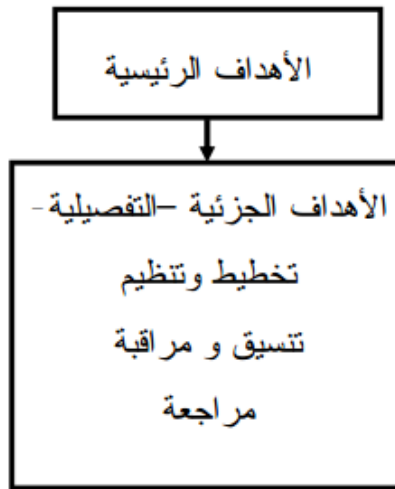 الأهداف الرئيسية
الأهداف الجزئية –التفصيلية-
تخطيط وتنظيم
تنسيق و مراقبة
مراجعة